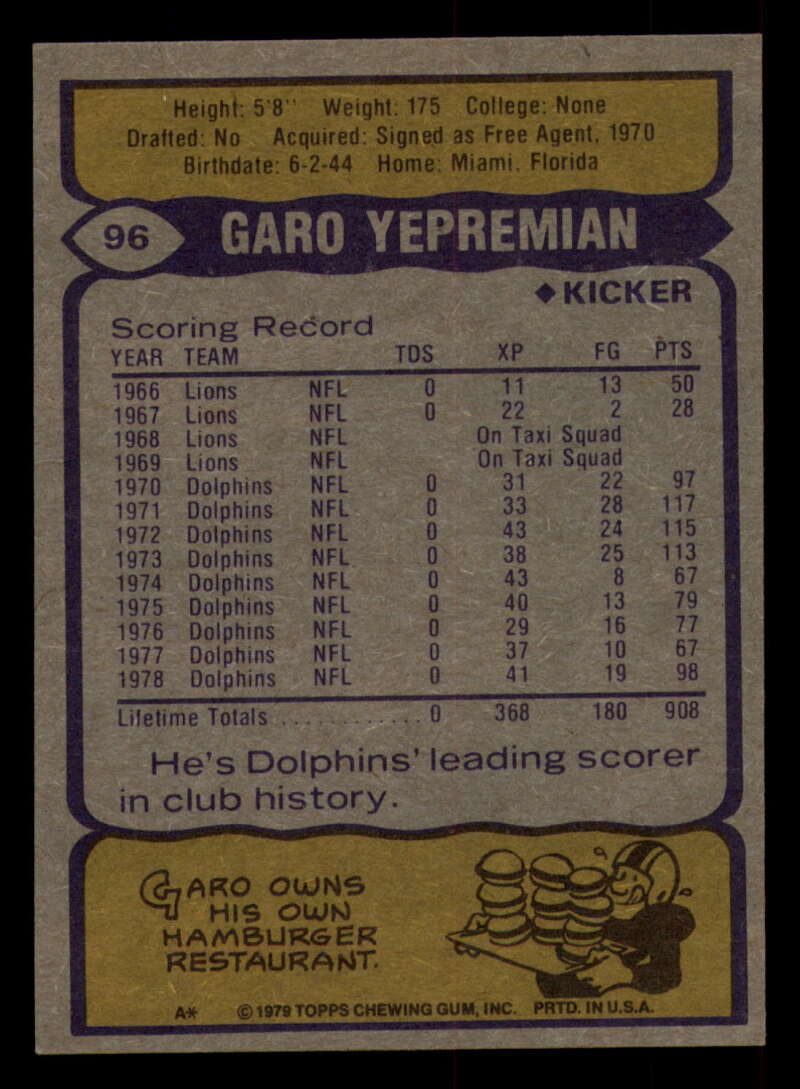 Height: 5'8" Weight: 175 College: None
Drafted: No Acquired: Signed as Free Agent, 1970
Birthdate: 6-2-44 Home: Miami, Florida
96 GARO YEPREMIAN
◆ KICKER
Scoring Record
YEAR TEAM TDS XP FG PTS
1966 Lions NFL 0 11 13 50
1967 Lions NFL 0 22 2 28
1968 Lions NFL On Taxi Squad
1969 Lions NFL On Taxi Squad
1970 Dolphins NFL 0 31 22 97
1971 Dolphins NFL 0 33 28 117
1972 Dolphins NFL 0 43 24 115
1973 Dolphins NFL 0 38 25 113
1974 Dolphins NFL 0 43 8 67
1975 Dolphins NFL 0 40 13 79
1976 Dolphins NFL 0 29 16 77
1977 Dolphins NFL 0 37 10 67
1978 Dolphins NFL 0 41 19 98
Lifetime Totals ............ 0 368 180 908
He's Dolphins' leading scorer
in club history.
GARO OWNS
HIS OWN
HAMBURGER
RESTAURANT.
A* © 1979 TOPPS CHEWING GUM, INC. PRTD. IN U.S.A.